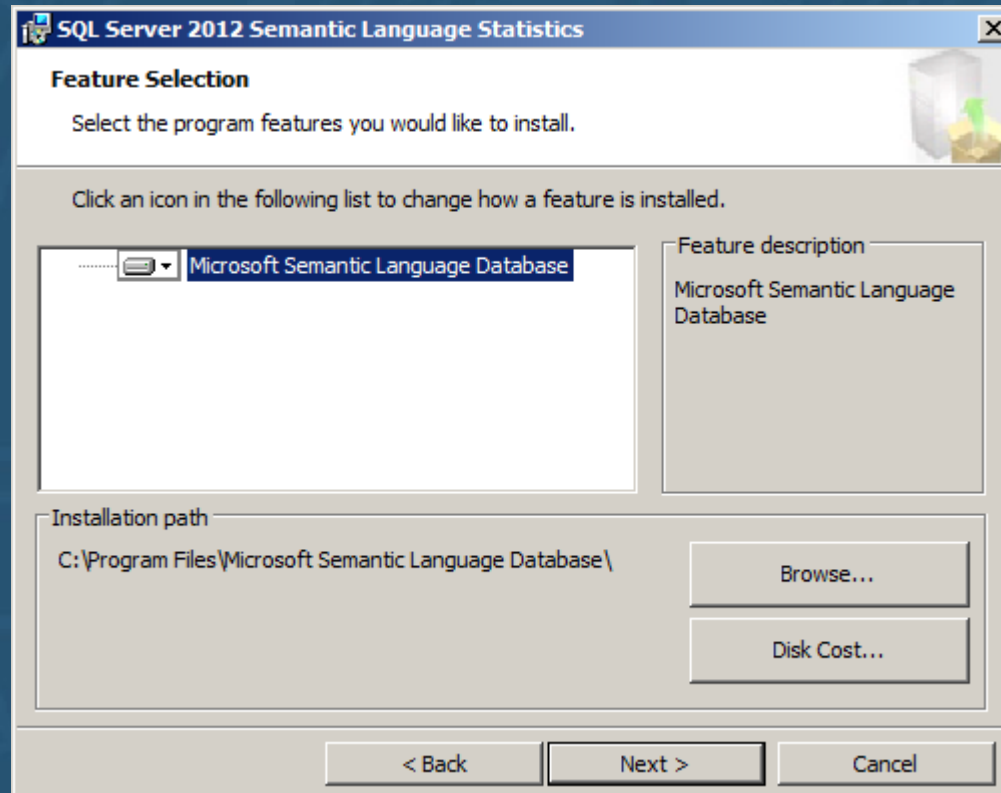 SQL Server 2012 Semantic Language Statistics
Feature Selection
Select the program features you would like to install.
Click an icon in the following list to change how a feature is installed.
Microsoft Semantic Language Database
Feature description
Microsoft Semantic Language
Database
Installation path
C:\Program Files\Microsoft Semantic Language Database\
Browse...
Disk Cost...
< Back
Next >
Cancel